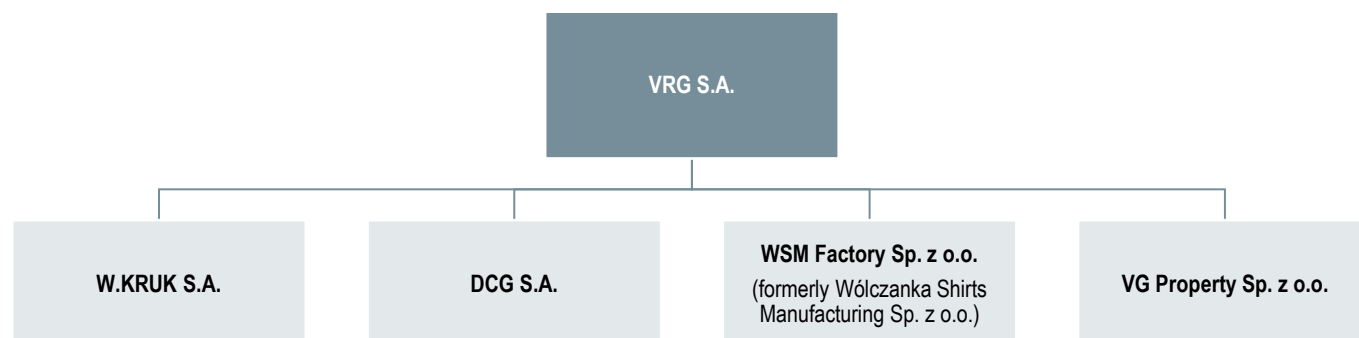 VRG S.A.
W.KRUK S.A.
DCG S.A.
WSM Factory Sp. z o.o.
(formerly Wólczanka Shirts
Manufacturing Sp. z o.o.)
VG Property Sp. z o.o.